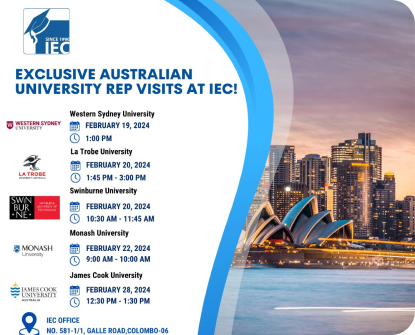 SINCE 1990
IEC
EXCLUSIVE AUSTRALIAN
UNIVERSITY REP VISITS AT IEC!
Western Sydney University
WESTERN SYDNEY
UNIVERSITY
FEBRUARY 19, 2024
1:00 PM
La Trobe University
LA TROBE
FEBRUARY 20, 2024
1:45 PM - 3:00 PM
Swinburne University
SWIN
BUR
NE
FEBRUARY 20, 2024
10:30 AM - 11:45 AM
Monash University
MONASH
University
FEBRUARY 22, 2024
9:00 AM - 10:00 AM
James Cook University
JAMES COOK
UNIVERSITY
AUSTRALIA
FEBRUARY 28, 2024
12:30 PM - 1:30 PM
IEC OFFICE
NO. 581-1/1, GALLE ROAD,COLOMBO-06